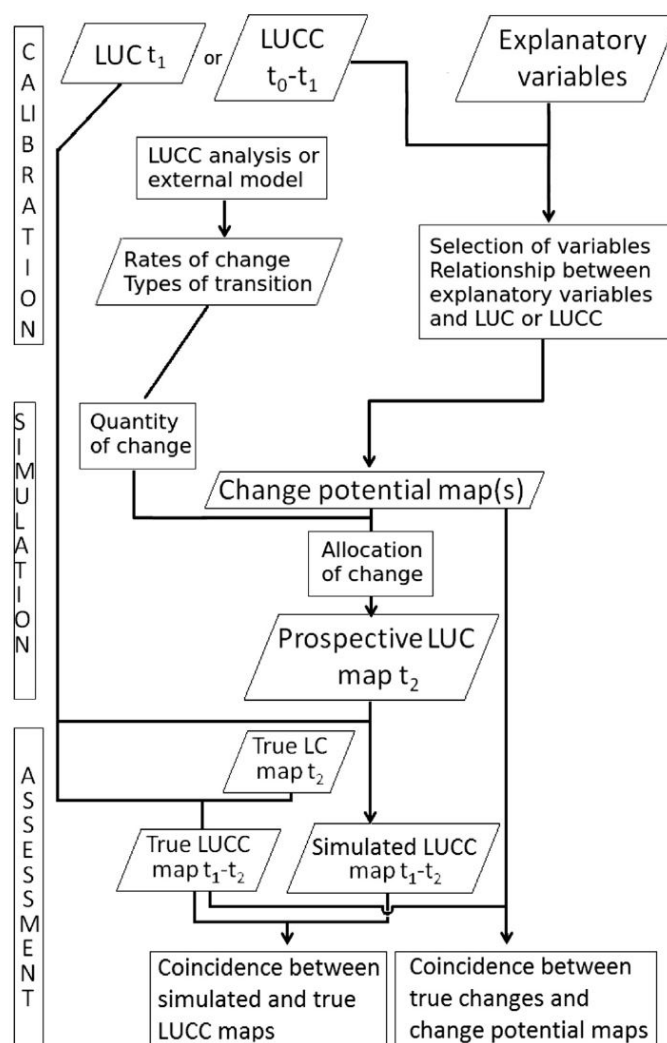 CALIBRATION
LUC t₁
or
LUCC
t₀-t₁
Explanatory
variables
LUCC analysis or
external model
Rates of change
Types of transition
Selection of variables
Relationship between
explanatory variables
and LUC or LUCC
SIMULATION
Quantity
of change
Change potential map(s)
Allocation
of change
Prospective LUC
map t₂
ASSESSMENT
True LC
map t₂
True LUCC
map t₁-t₂
Simulated LUCC
map t₁-t₂
Coincidence between
simulated and true
LUCC maps
Coincidence between
true changes and
change potential maps